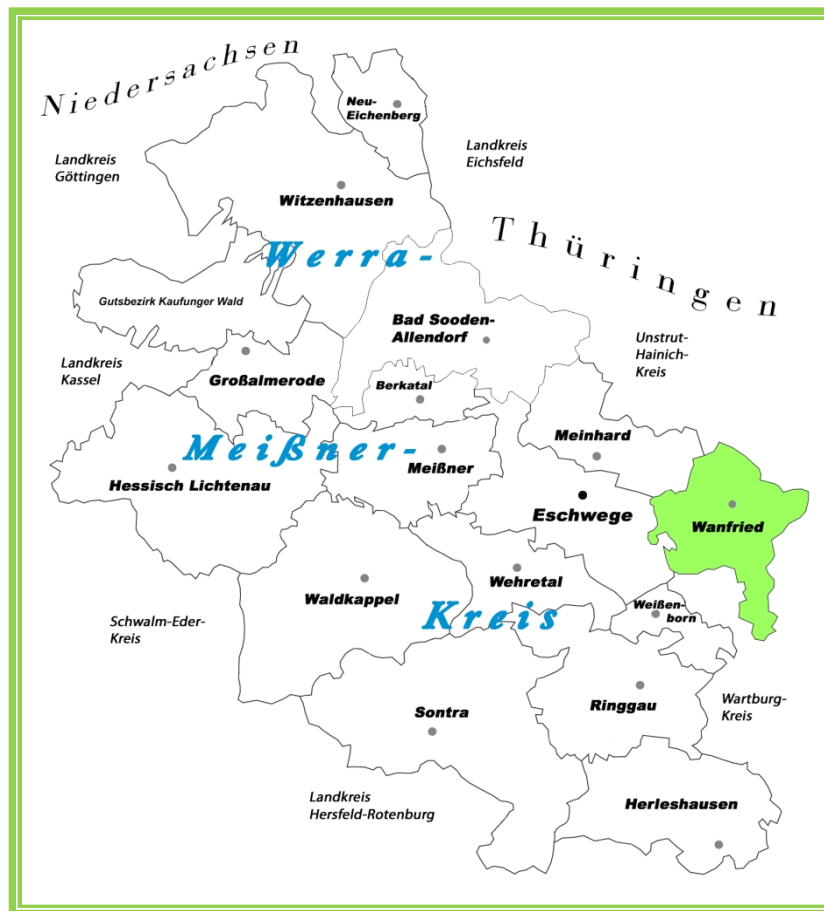 Niedersachsen
Neu-
Eichenberg
Landkreis
Eichsfeld
Landkreis
Göttingen
Witzenhausen
Thüringen
Werra-
Gutsbezirk Kaufunger Wald
Bad Sooden-
Allendorf
Unstrut-
Hainich-
Kreis
Landkreis
Kassel
Großalmerode
Berkatal
Meinhard
Meißner-
Meißner
Hessisch Lichtenau
Eschwege
Wanfried
Wehretal
Waldkappel
Weißen-
born
Kreis
Schwalm-Eder-
Kreis
Ringgau
Wartburg-
Kreis
Sontra
Landkreis
Hersfeld-Rotenburg
Herleshausen